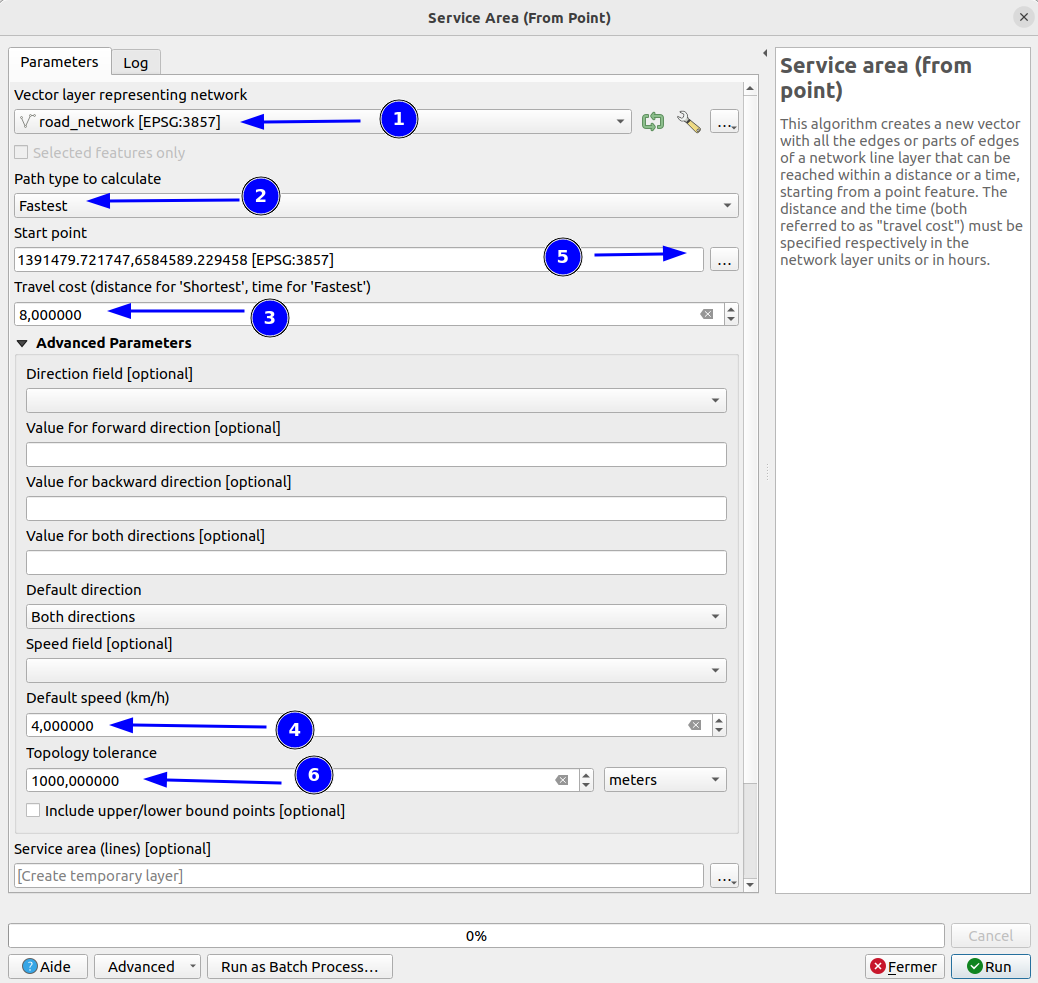 Service Area (From Point)
Parameters
Log
Vector layer representing network
road_network [EPSG:3857]
1
…
Selected features only
Path type to calculate
Fastest
2
Start point
1391479.721747,6584589.229458 [EPSG:3857]
5
…
Travel cost (distance for 'Shortest', time for 'Fastest')
8,000000
3
Advanced Parameters
Direction field [optional]
Value for forward direction [optional]
Value for backward direction [optional]
Value for both directions [optional]
Default direction
Both directions
Speed field [optional]
Default speed (km/h)
4,000000
4
Topology tolerance
1000,000000
6
meters
Include upper/lower bound points [optional]
Service area (lines) [optional]
[Create temporary layer]
…
Service area (from
point)
This algorithm creates a new vector
with all the edges or parts of edges
of a network line layer that can be
reached within a distance or a time,
starting from a point feature. The
distance and the time (both
referred to as "travel cost") must be
specified respectively in the
network layer units or in hours.
0%
Cancel
Aide
Advanced
Run as Batch Process…
Fermer
Run